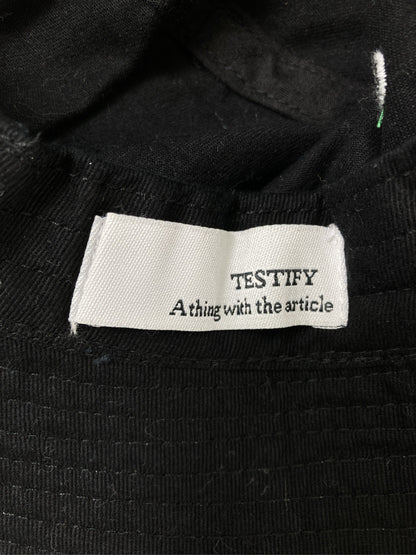 TESTIFY
A thing with the article